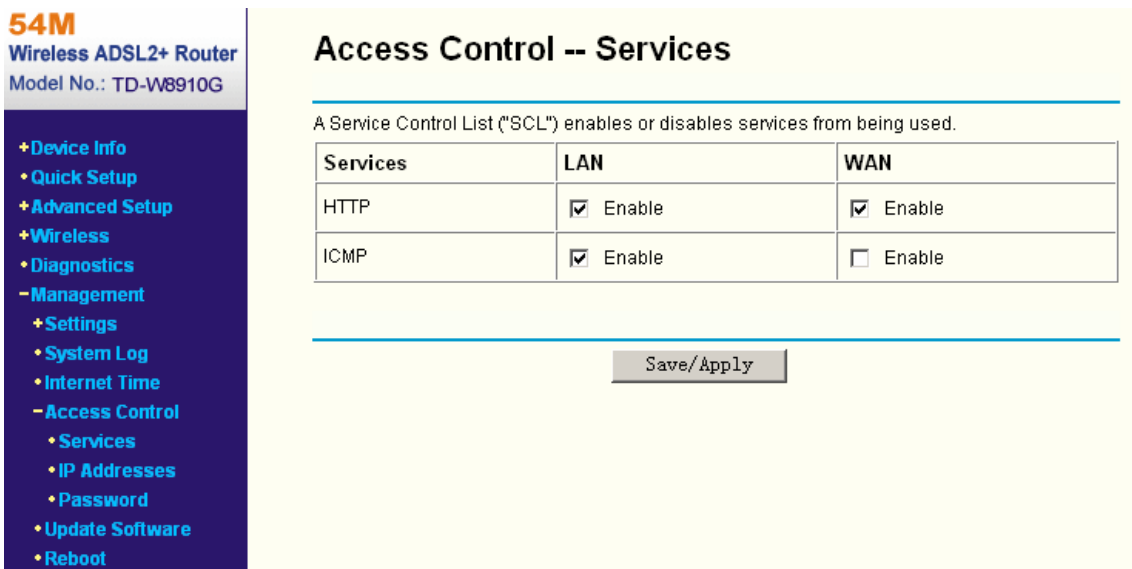 54M
Wireless ADSL2+ Router
Model No.: TD-W8910G
+Device Info
•Quick Setup
+Advanced Setup
+Wireless
•Diagnostics
-Management
+Settings
•System Log
•Internet Time
-Access Control
•Services
•IP Addresses
•Password
•Update Software
•Reboot
Access Control -- Services
A Service Control List ("SCL") enables or disables services from being used.
Services LAN WAN
HTTP Enable Enable
ICMP Enable Enable
Save/Apply